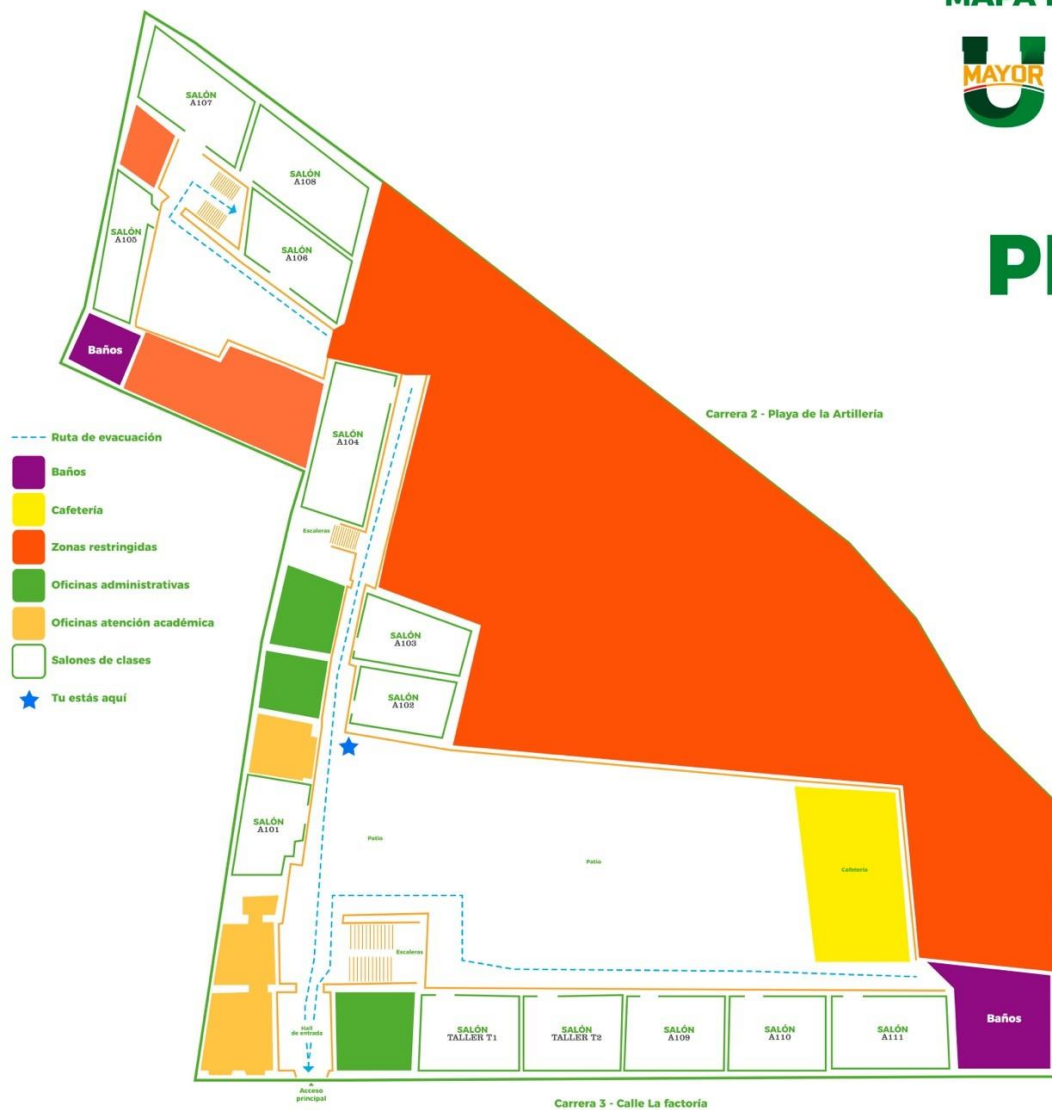 MAPA
U
MAYOR
PI
SALÓN
A107
SALÓN
A108
SALÓN
A105
SALÓN
A106
Baños
SALÓN
A104
Carrera 2 - Playa de la Artillería
Ruta de evacuación
Baños
Cafetería
Zonas restringidas
Oficinas administrativas
Oficinas atención académica
Salones de clases
Tu estás aquí
Escaleras
SALÓN
A103
SALÓN
A102
SALÓN
A101
Patio
Patio
Cafetería
Escaleras
Hall
de entrada
SALÓN
TALLER T1
SALÓN
TALLER T2
SALÓN
A109
SALÓN
A110
SALÓN
A111
Baños
Acceso
principal
Carrera 3 - Calle La factoría